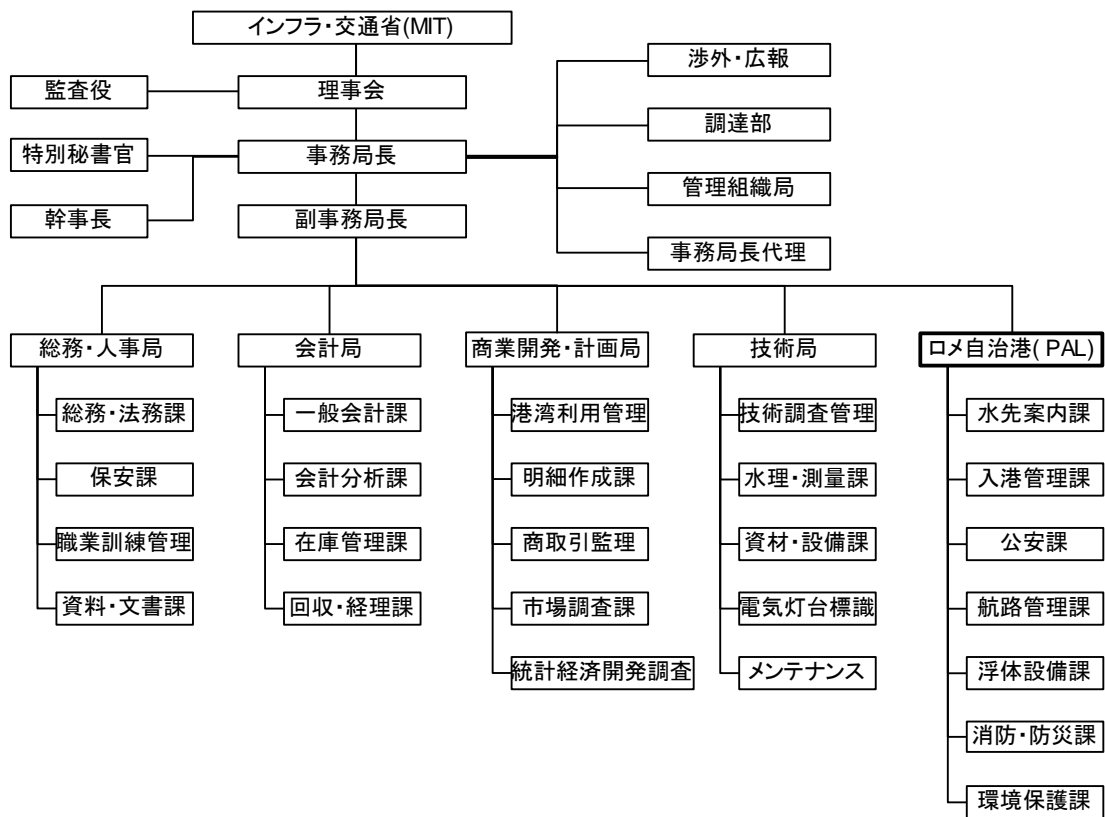 インフラ・交通省(MIT)
監査役
理事会
渉外・広報
調達部
特別秘書官
事務局長
管理組織局
幹事長
副事務局長
事務局長代理
総務・人事局
会計局
商業開発・計画局
技術局
ロメ自治港( PAL)
総務・法務課
一般会計課
港湾利用管理
技術調査管理
水先案内課
保安課
会計分析課
明細作成課
水理・測量課
入港管理課
職業訓練管理
在庫管理課
商取引監理
資材・設備課
公安課
資料・文書課
回収・経理課
市場調査課
電気灯台標識
航路管理課
統計経済開発調査
メンテナンス
浮体設備課
消防・防災課
環境保護課